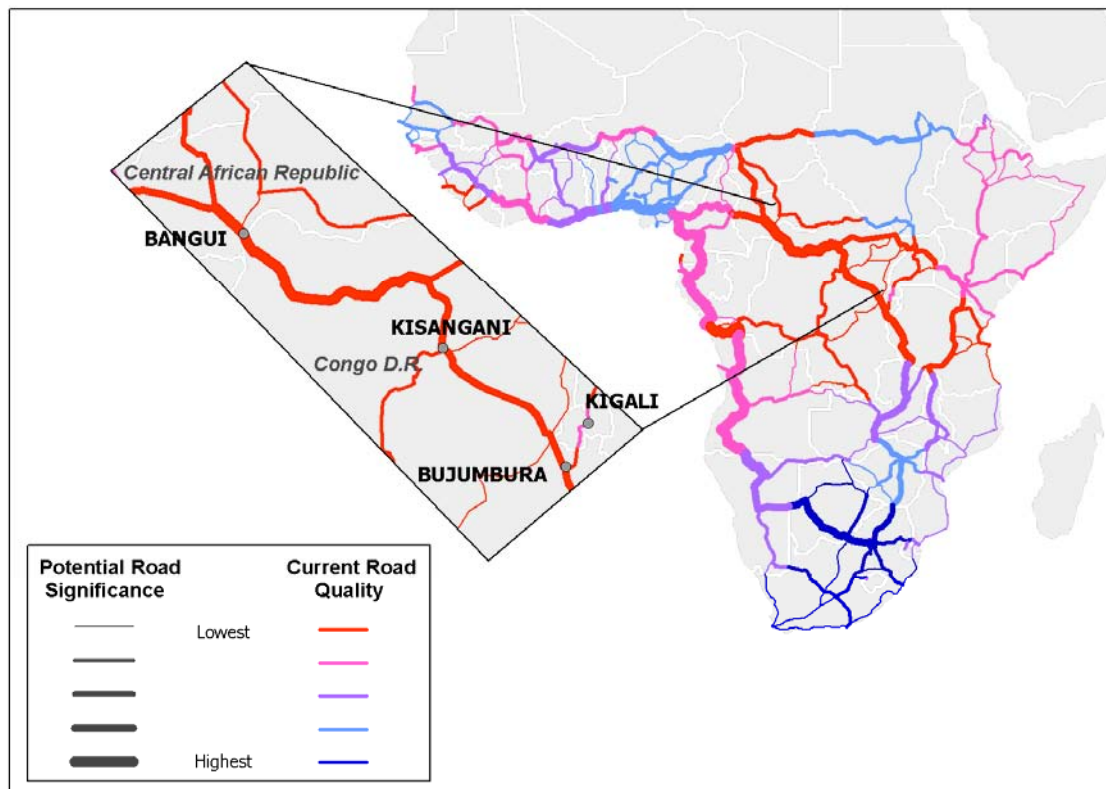 Central African Republic
BANGUI
KISANGANI
Congo D.R.
KIGALI
BUJUMBURA
Potential Road
Significance
Current Road
Quality
Lowest
Highest